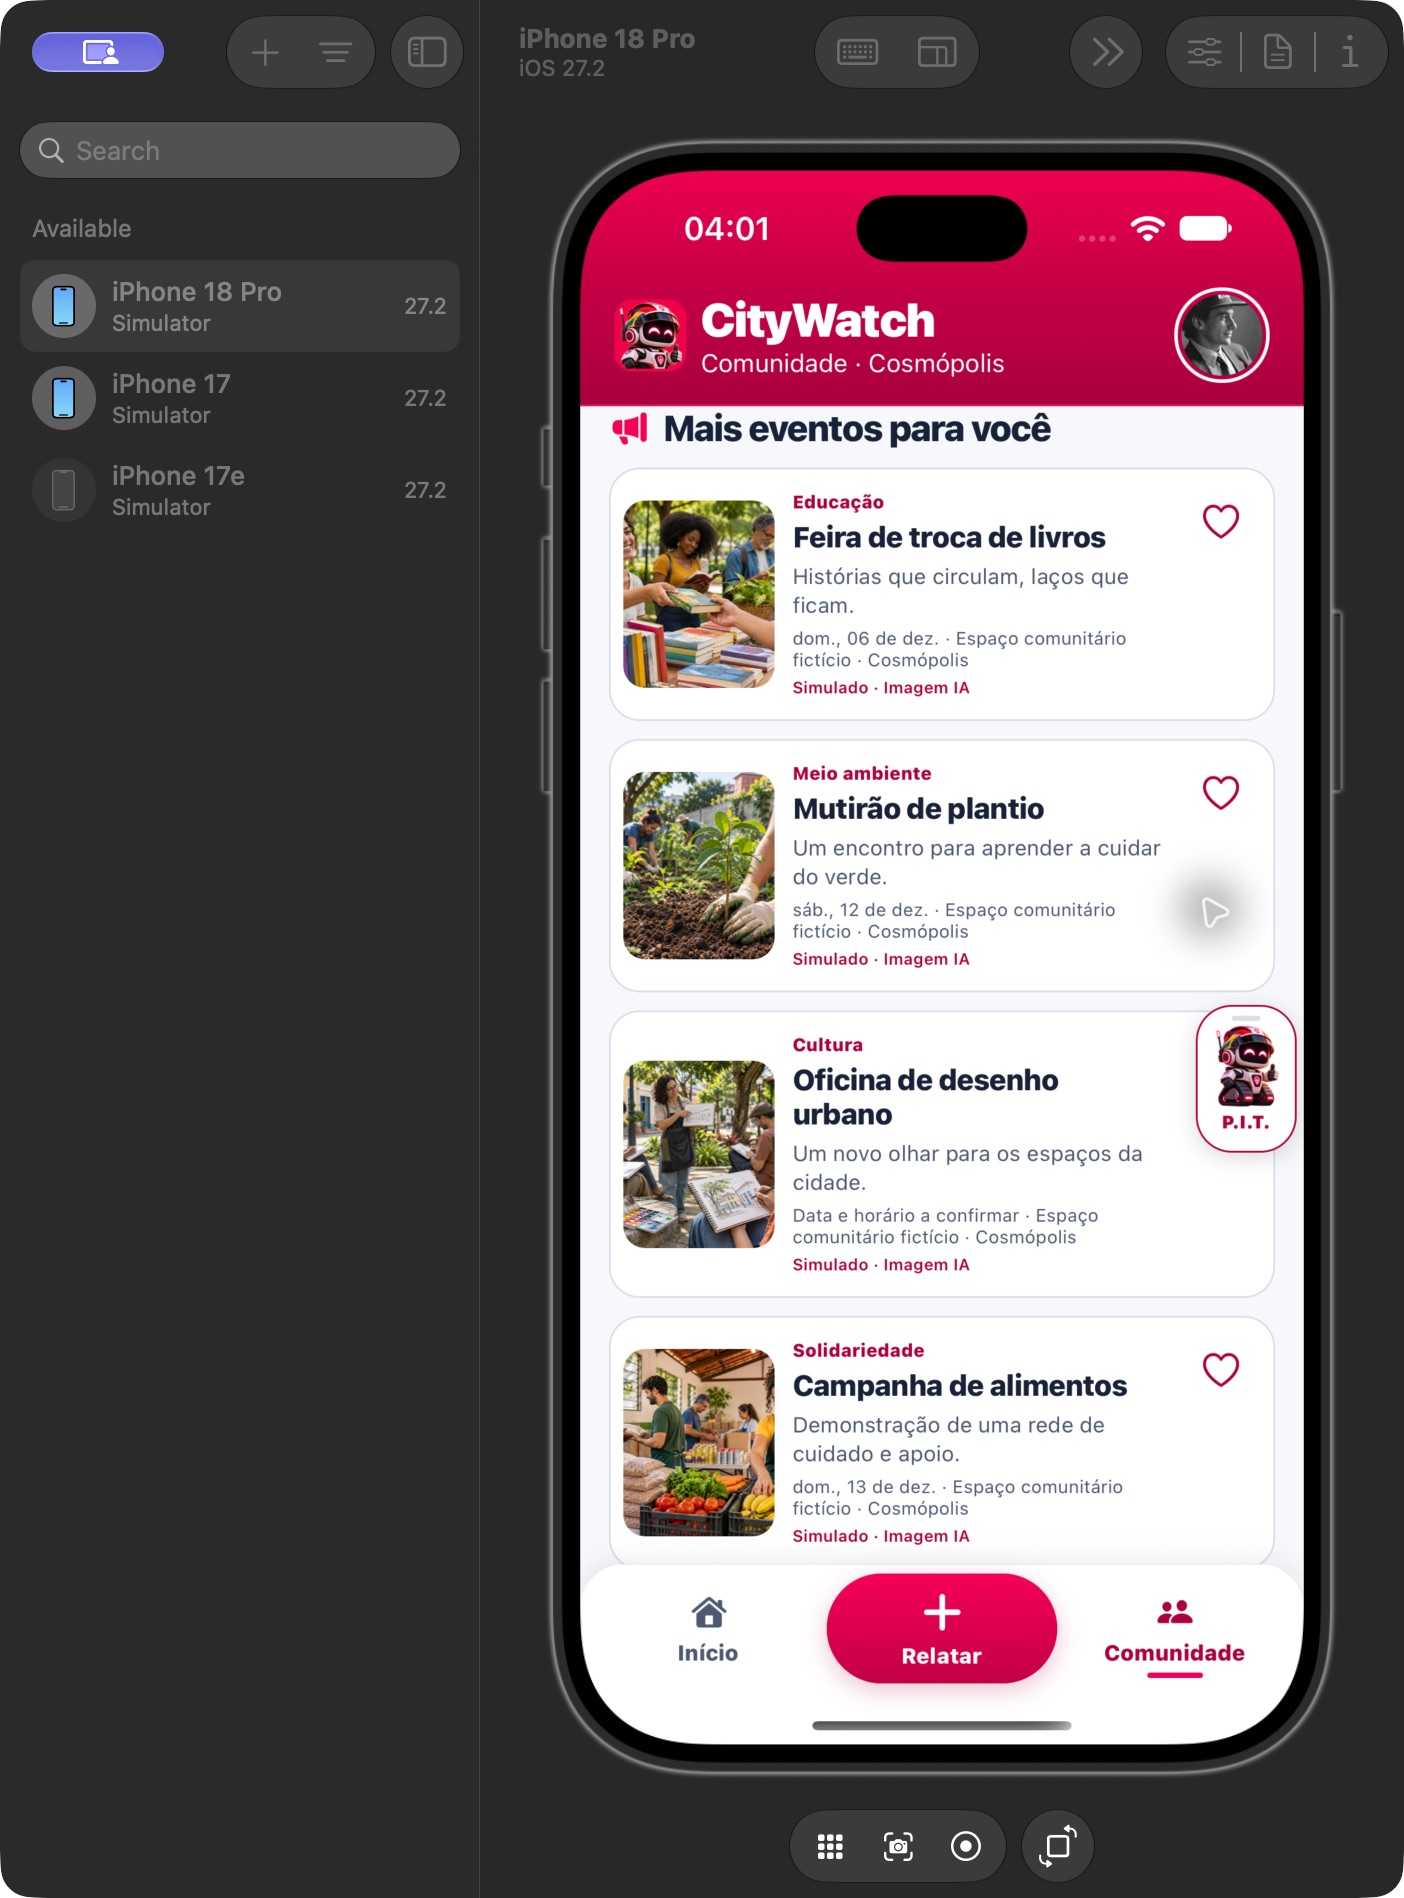 iPhone 18 Pro
iOS 27.2
Search
Available
iPhone 18 Pro
Simulator
27.2
iPhone 17
Simulator
27.2
iPhone 17e
Simulator
27.2
04:01
CityWatch
Comunidade · Cosmópolis
Mais eventos para você
Educação
Feira de troca de livros
Histórias que circulam, laços que
ficam.
dom., 06 de dez. · Espaço comunitário
fictício · Cosmópolis
Simulado · Imagem IA
Meio ambiente
Mutirão de plantio
Um encontro para aprender a cuidar
do verde.
sáb., 12 de dez. · Espaço comunitário
fictício · Cosmópolis
Simulado · Imagem IA
Cultura
Oficina de desenho
urbano
Um novo olhar para os espaços da
cidade.
Data e horário a confirmar · Espaço
comunitário fictício · Cosmópolis
Simulado · Imagem IA
P.I.T.
Solidariedade
Campanha de alimentos
Demonstração de uma rede de
cuidado e apoio.
dom., 13 de dez. · Espaço comunitário
fictício · Cosmópolis
Simulado · Imagem IA
Início
Relatar
Comunidade